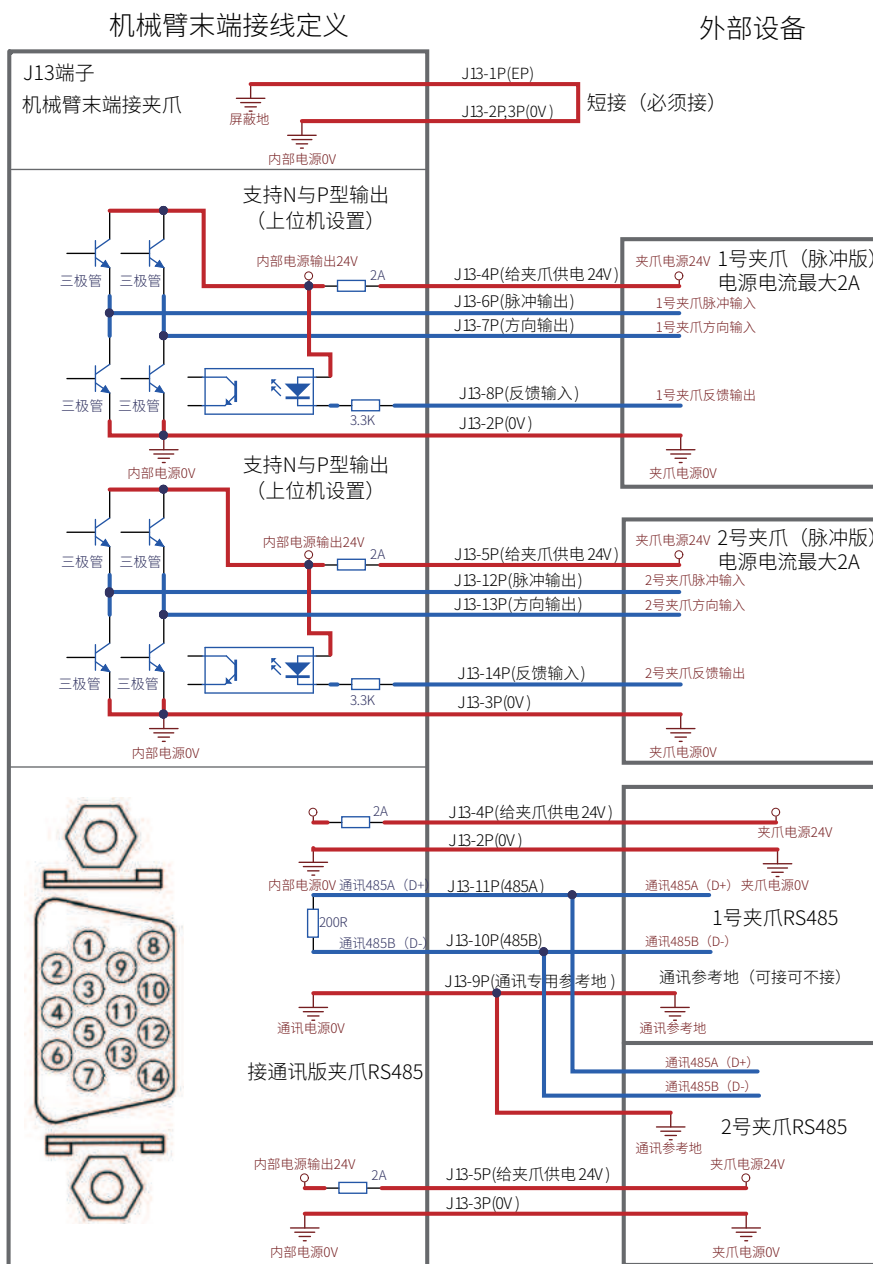 机械臂末端接线定义
外部设备
J13端子
机械臂末端接夹爪
屏蔽地
内部电源0V
J13-1P(EP)
J13-2P,3P(0V)
短接（必须接）
支持N与P型输出
（上位机设置）
三极管
三极管
三极管
三极管
内部电源输出24V
2A
3.3K
内部电源0V
J13-4P(给夹爪供电24V)
J13-6P(脉冲输出)
J13-7P(方向输出)
J13-8P(反馈输入)
J13-2P(0V)
夹爪电源24V
1号夹爪（脉冲版）
电源电流最大2A
1号夹爪脉冲输入
1号夹爪方向输入
1号夹爪反馈输出
夹爪电源0V
支持N与P型输出
（上位机设置）
三极管
三极管
三极管
三极管
内部电源输出24V
2A
3.3K
内部电源0V
J13-5P(给夹爪供电24V)
J13-12P(脉冲输出)
J13-13P(方向输出)
J13-14P(反馈输入)
J13-3P(0V)
夹爪电源24V
2号夹爪（脉冲版）
电源电流最大2A
2号夹爪脉冲输入
2号夹爪方向输入
2号夹爪反馈输出
夹爪电源0V
1
8
2
9
3
10
4
11
5
12
6
13
7
14
2A
J13-4P(给夹爪供电24V)
夹爪电源24V
J13-2P(0V)
内部电源0V
夹爪电源0V
通讯485A（D+）
J13-11P(485A)
通讯485A（D+）
200R
1号夹爪RS485
通讯485B（D-）
J13-10P(485B)
通讯485B（D-）
J13-9P(通讯专用参考地)
通讯参考地（可接可不接）
通讯电源0V
通讯参考地
接通讯版夹爪RS485
通讯485A（D+）
通讯485B（D-）
2号夹爪RS485
通讯参考地
内部电源输出24V
2A
J13-5P(给夹爪供电24V)
夹爪电源24V
J13-3P(0V)
内部电源0V
夹爪电源0V